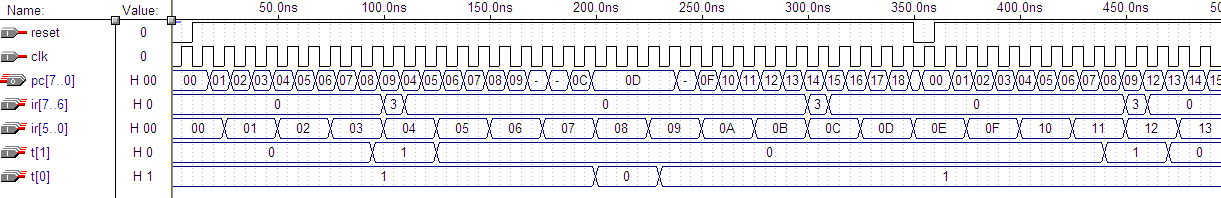 Name: Value: 50.0ns 100.0ns 150.0ns 200.0ns 250.0ns 300.0ns 350.0ns 400.0ns 450.0ns 50
reset 0
clk 0
pc[7..0] H 00 00 01 02 03 04 05 06 07 08 09 04 05 06 07 08 09 - - 0C 0D - 0F 10 11 12 13 14 15 16 17 18 00 01 02 03 04 05 06 07 08 09 12 13 14 15
ir[7..6] H 0 0 3 0 3 0 3 0
ir[5..0] H 00 00 01 02 03 04 05 06 07 08 09 0A 0B 0C 0D 0E 0F 10 11 12 13
t[1] H 0 0 1 0 1 0
t[0] H 1 1 0 1